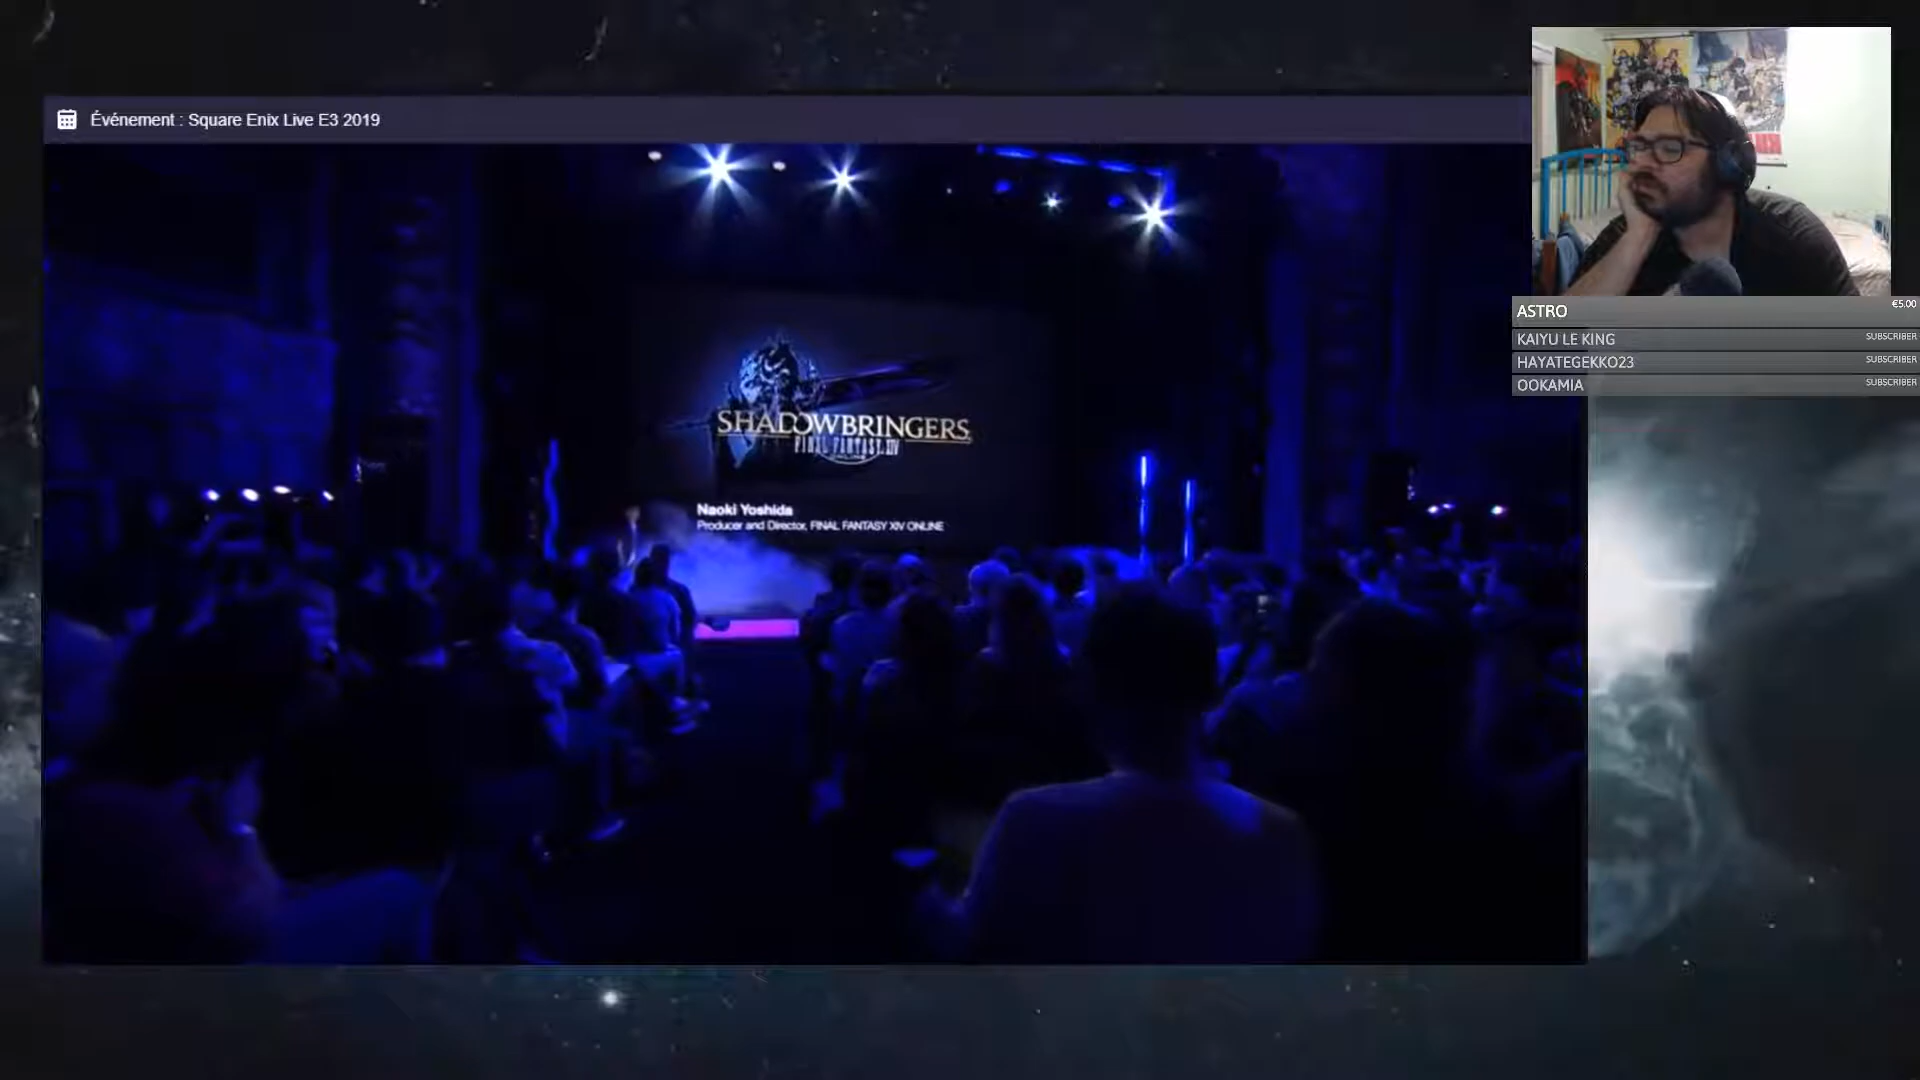 Événement : Square Enix Live E3 2019
SHADOWBRINGERS
FINAL FANTASY XIV
Naoki Yoshida
Producer and Director, FINAL FANTASY XIV ONLINE
ASTRO €5.00
KAIYU LE KING SUBSCRIBER
HAYATEGEKKO23 SUBSCRIBER
OOKAMIA SUBSCRIBER